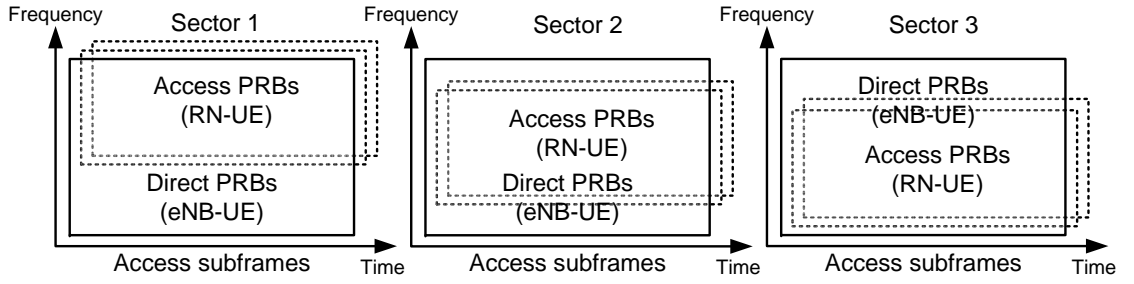 Frequency
Sector 1
Access PRBs
(RN-UE)
Direct PRBs
(eNB-UE)
Access subframes
Time
Frequency
Sector 2
Access PRBs
(RN-UE)
Direct PRBs
(eNB-UE)
Access subframes
Time
Frequency
Sector 3
Direct PRBs
(eNB-UE)
Access PRBs
(RN-UE)
Access subframes
Time